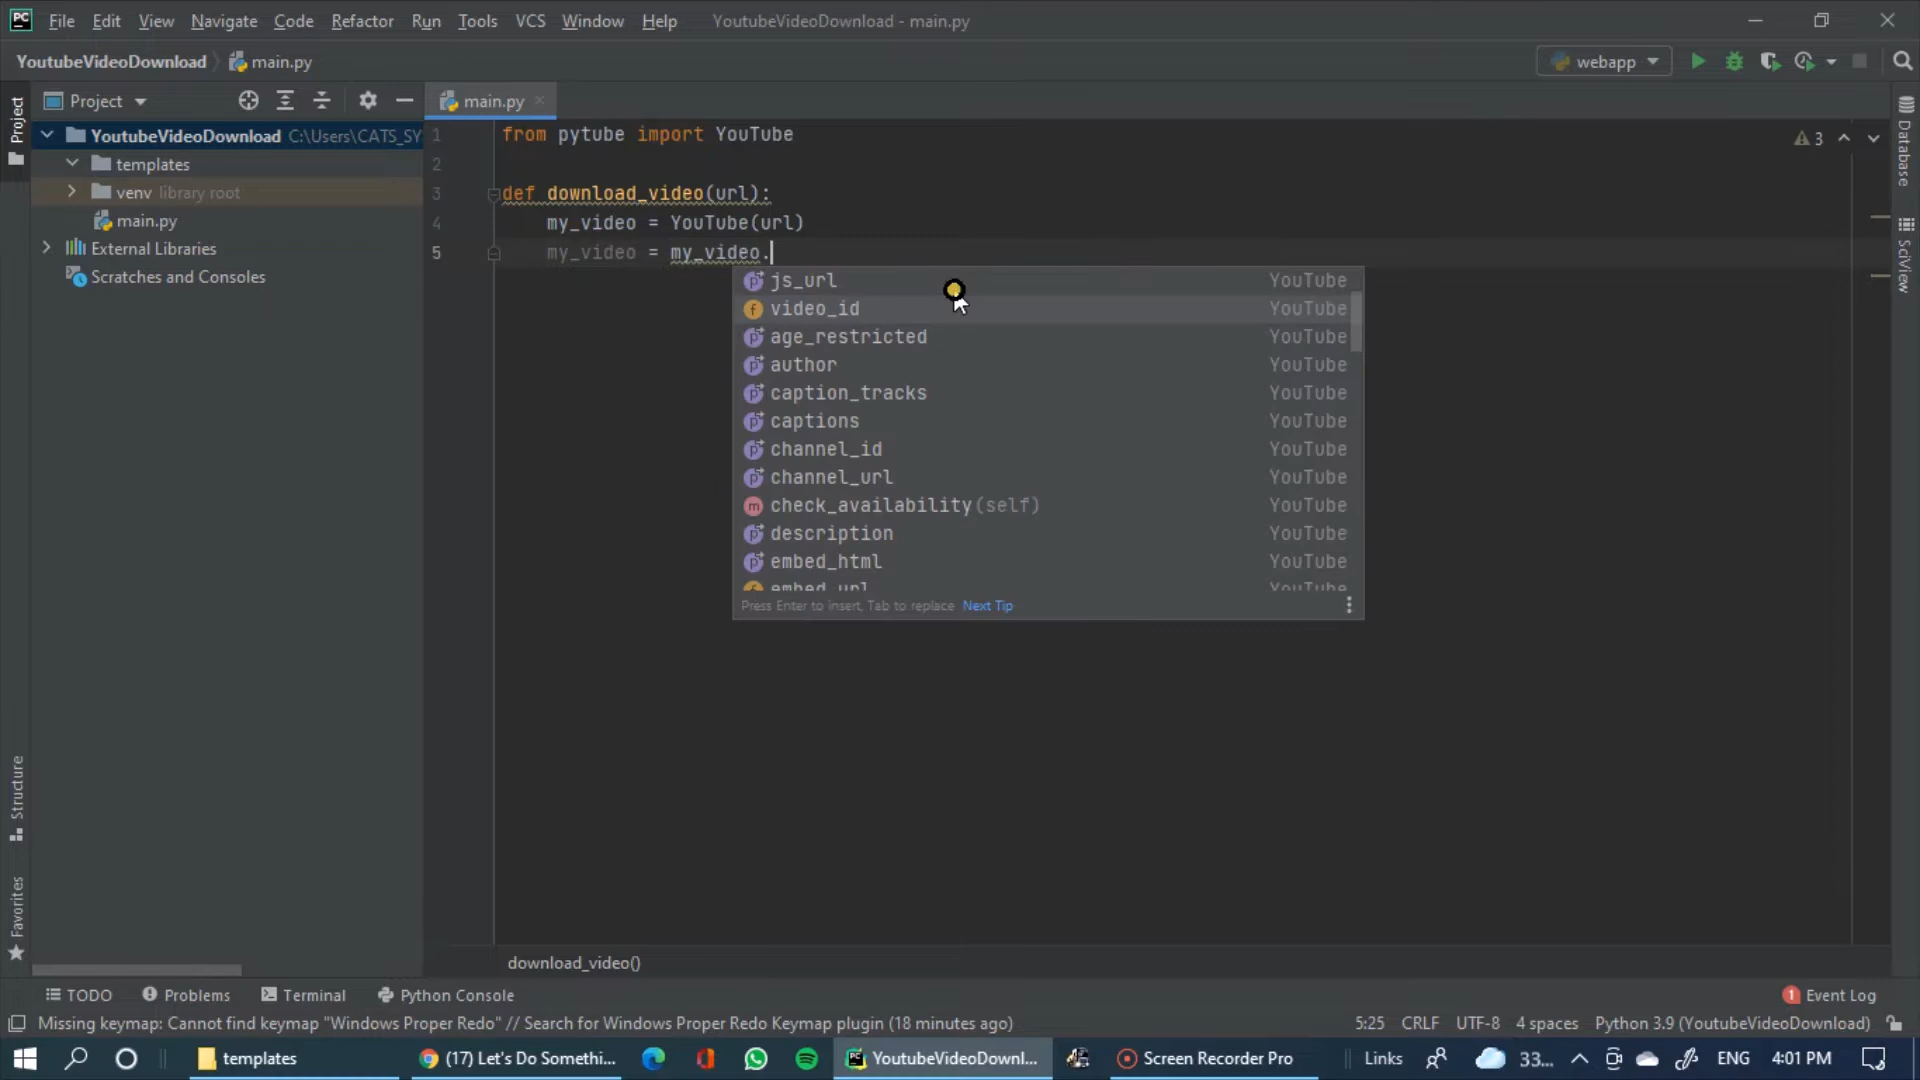 PC File Edit View Navigate Code Refactor Run Tools VCS Window Help YoutubeVideoDownload - main.py
YoutubeVideoDownload main.py webapp
Project main.py
Project
YoutubeVideoDownload C:\Users\CATS_SY
templates
venv library root
main.py
External Libraries
Scratches and Consoles
1 from pytube import YouTube
2
3 def download_video(url):
4 my_video = YouTube(url)
5 my_video = my_video.
3
js_url YouTube
video_id YouTube
age_restricted YouTube
author YouTube
caption_tracks YouTube
captions YouTube
channel_id YouTube
channel_url YouTube
check_availability(self) YouTube
description YouTube
embed_html YouTube
embed_url YouTube
Press Enter to insert, Tab to replace Next Tip
Database
SciView
Structure
Favorites
download_video()
TODO Problems Terminal Python Console 1 Event Log
Missing keymap: Cannot find keymap "Windows Proper Redo" // Search for Windows Proper Redo Keymap plugin (18 minutes ago) 5:25 CRLF UTF-8 4 spaces Python 3.9 (YoutubeVideoDownload)
templates (17) Let's Do Somethi... PC YoutubeVideoDownl... Screen Recorder Pro Links 33... ENG 4:01 PM